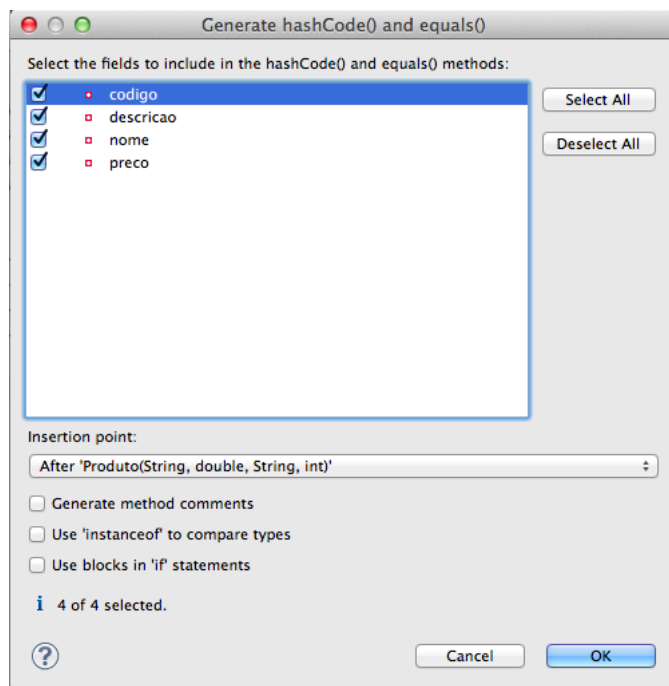 Generate hashCode() and equals()
Select the fields to include in the hashCode() and equals() methods:
codigo
descricao
nome
preco
Select All
Deselect All
Insertion point:
After 'Produto(String, double, String, int)'
Generate method comments
Use 'instanceof' to compare types
Use blocks in 'if' statements
i 4 of 4 selected.
?
Cancel
OK